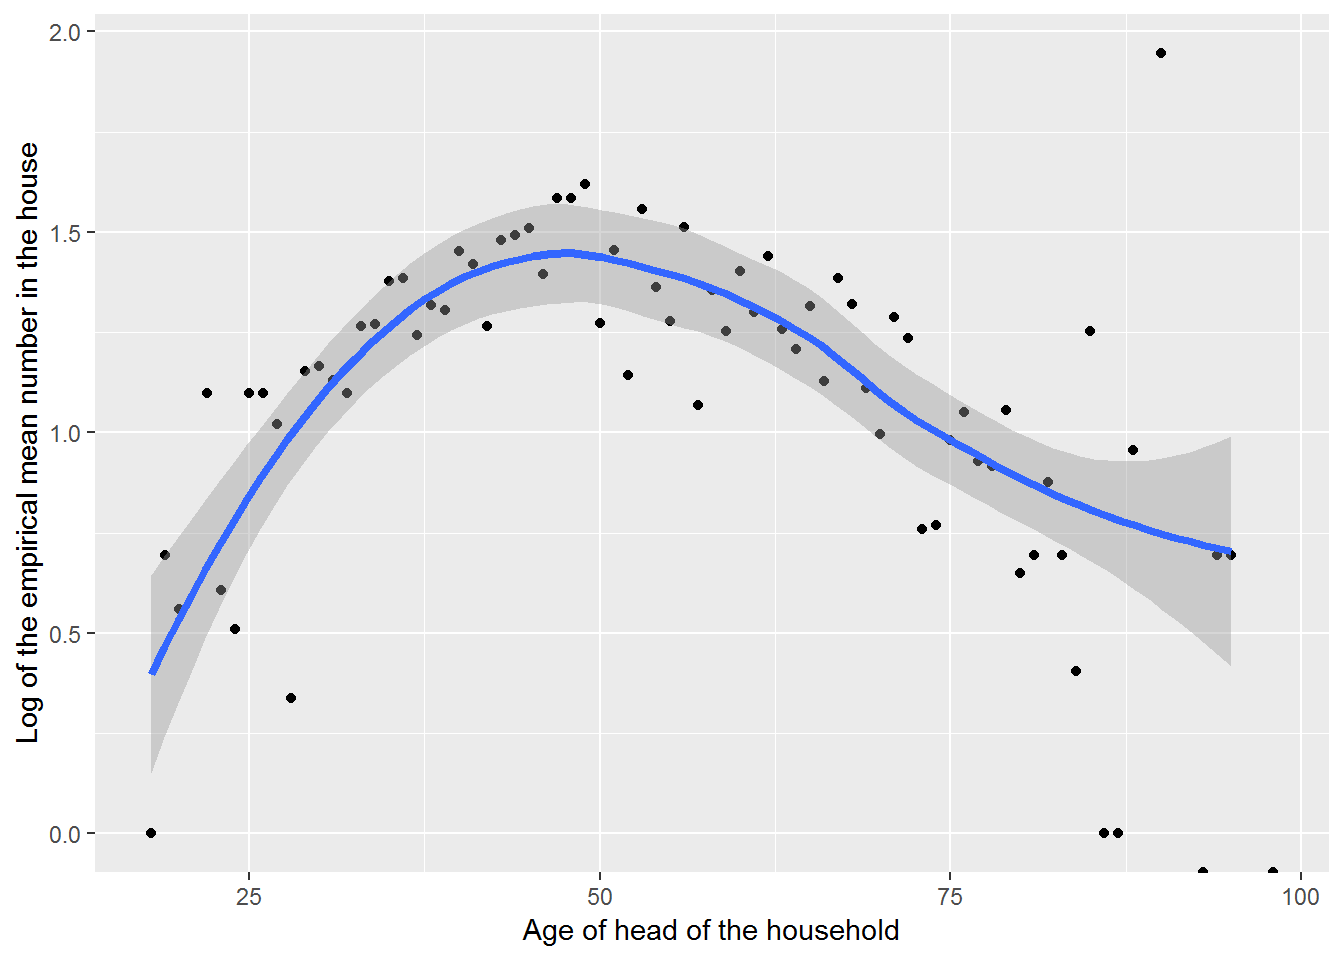 2.0
1.5
1.0
0.5
0.0
25 50 75 100
Age of head of the household
Log of the empirical mean number in the house